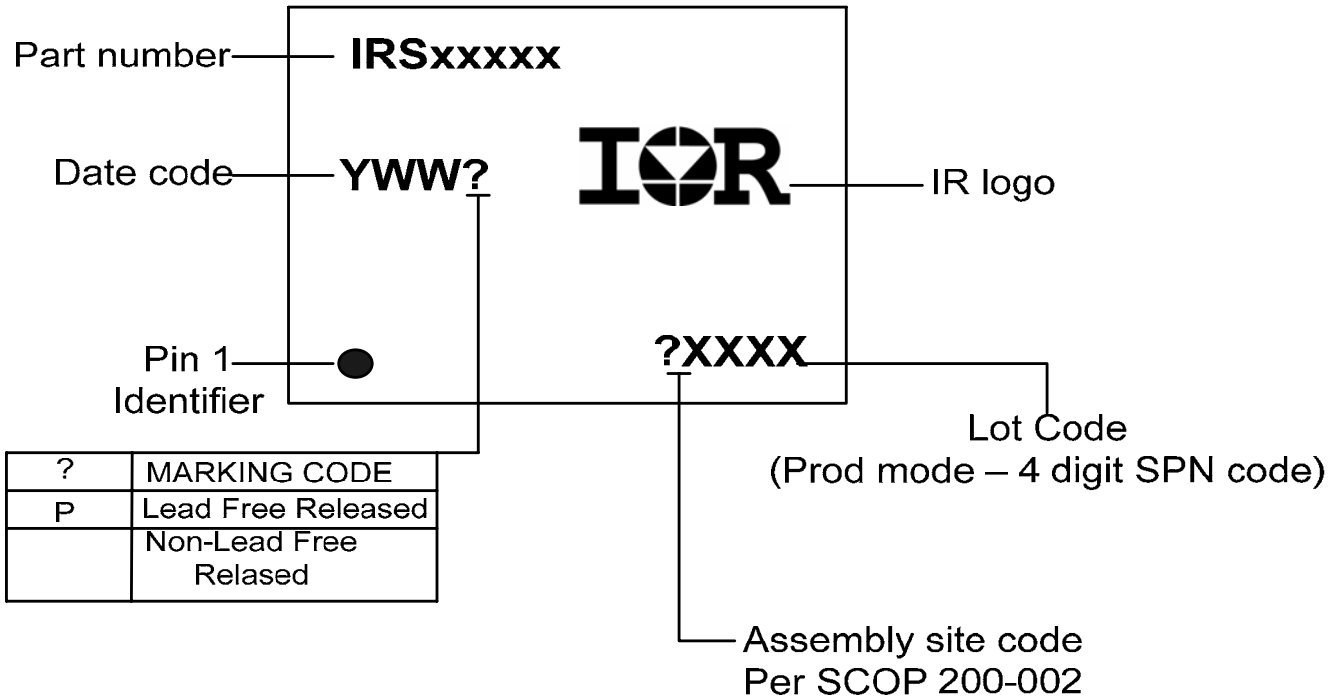 Part number
IRSxxxxx
Date code
YWW?
IOR
IR logo
Pin 1
Identifier
?XXXX
Lot Code
(Prod mode – 4 digit SPN code)
? MARKING CODE
P Lead Free Released
Non-Lead Free
Relased
Assembly site code
Per SCOP 200-002